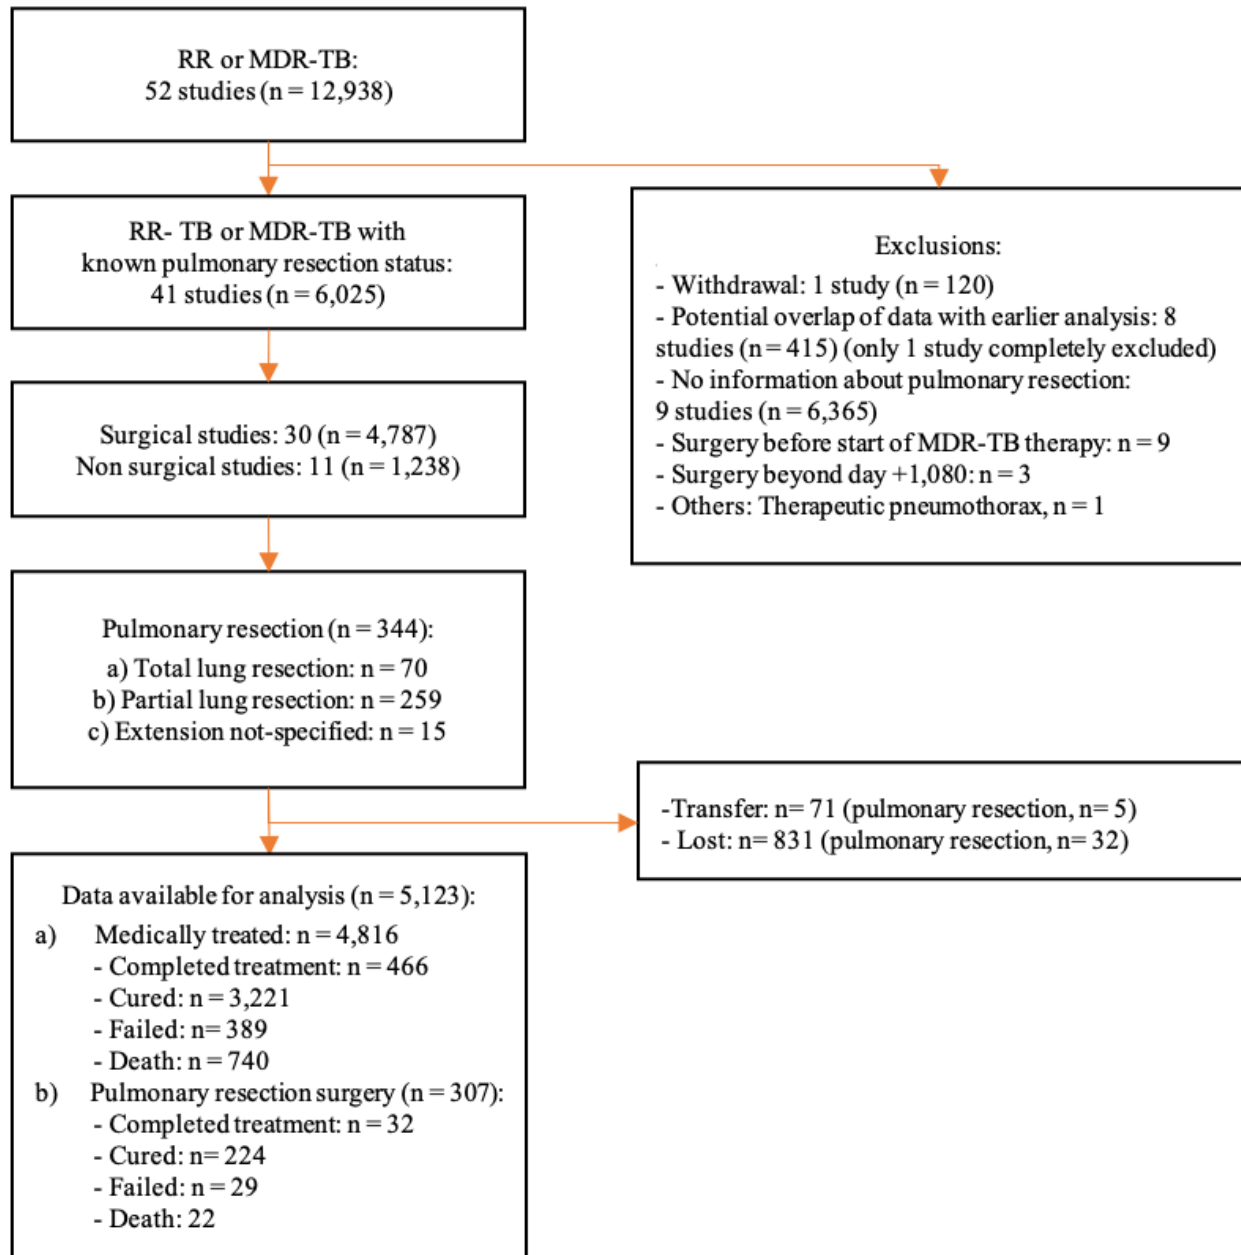 RR or MDR-TB:
52 studies (n = 12,938)
RR- TB or MDR-TB with
known pulmonary resection status:
41 studies (n = 6,025)
Exclusions:
- Withdrawal: 1 study (n = 120)
- Potential overlap of data with earlier analysis: 8
studies (n = 415) (only 1 study completely excluded)
- No information about pulmonary resection:
9 studies (n = 6,365)
- Surgery before start of MDR-TB therapy: n = 9
- Surgery beyond day +1,080: n = 3
- Others: Therapeutic pneumothorax, n = 1
Surgical studies: 30 (n = 4,787)
Non surgical studies: 11 (n = 1,238)
Pulmonary resection (n = 344):
a) Total lung resection: n = 70
b) Partial lung resection: n = 259
c) Extension not-specified: n = 15
-Transfer: n= 71 (pulmonary resection, n= 5)
- Lost: n= 831 (pulmonary resection, n= 32)
Data available for analysis (n = 5,123):
a) Medically treated: n = 4,816
- Completed treatment: n = 466
- Cured: n = 3,221
- Failed: n= 389
- Death: n = 740
b) Pulmonary resection surgery (n = 307):
- Completed treatment: n = 32
- Cured: n= 224
- Failed: n = 29
- Death: 22